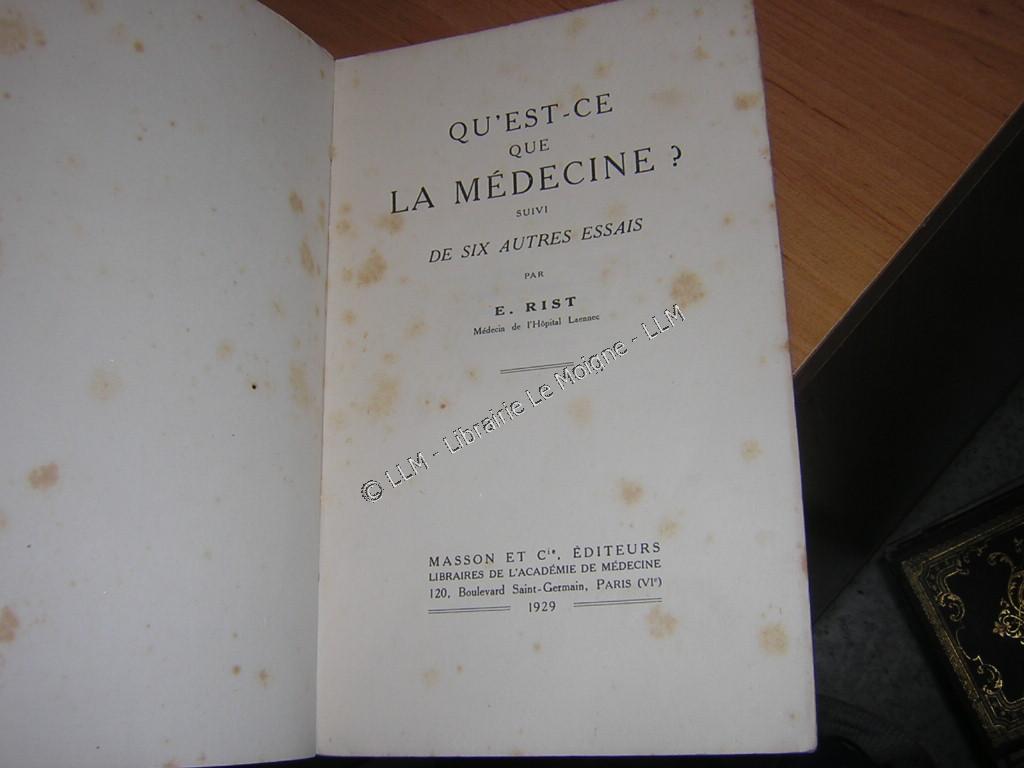 QU'EST-CE
QUE
LA MÉDECINE ?
SUIVI
DE SIX AUTRES ESSAIS
PAR
E. RIST
Médecin de l'Hôpital Laennec
© LLM - Librairie Le Moigne - LLM
MASSON ET Cie, ÉDITEURS
LIBRAIRES DE L'ACADÉMIE DE MÉDECINE
120, Boulevard Saint-Germain, PARIS (VIe)
1929